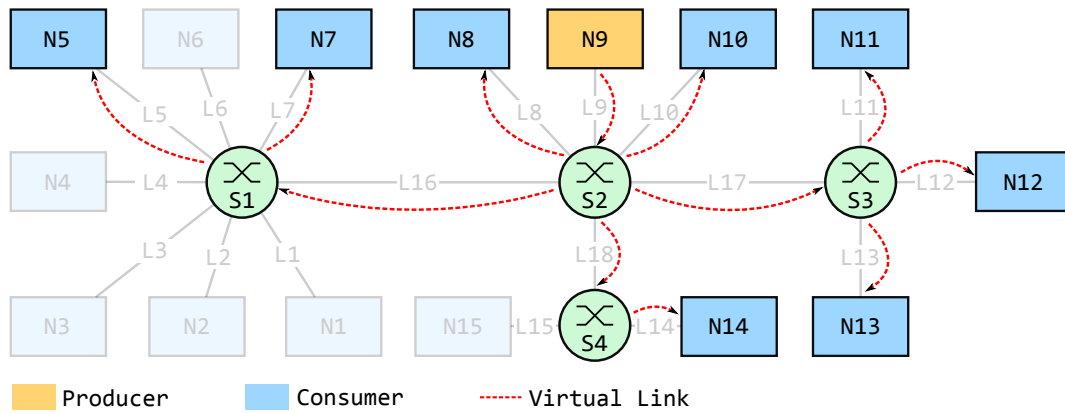 N5 N6 N7 N8 N9 N10 N11
L5 L6 L7 L8 L9 L10 L11
N4 L4 L16 L17 L12 N12
S1 S2 S3
L3 L2 L1 L18 L13
N3 N2 N1 N15 L15 L14 N14 N13
S4
Producer Consumer Virtual Link